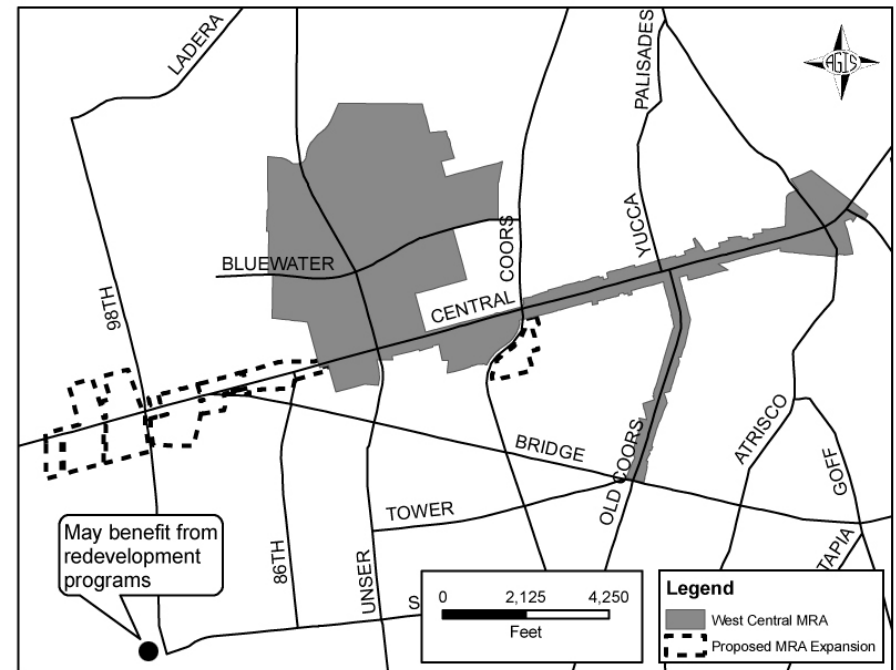 LADERA
PALISADES
AGIS
YUCCA
COORS
BLUEWATER
CENTRAL
98TH
BRIDGE
OLD COORS
ATRISCO
GOFF
TOWER
TAPIA
86TH
UNSER
S
May benefit from
redevelopment
programs
0 2,125 4,250
Feet
Legend
West Central MRA
Proposed MRA Expansion